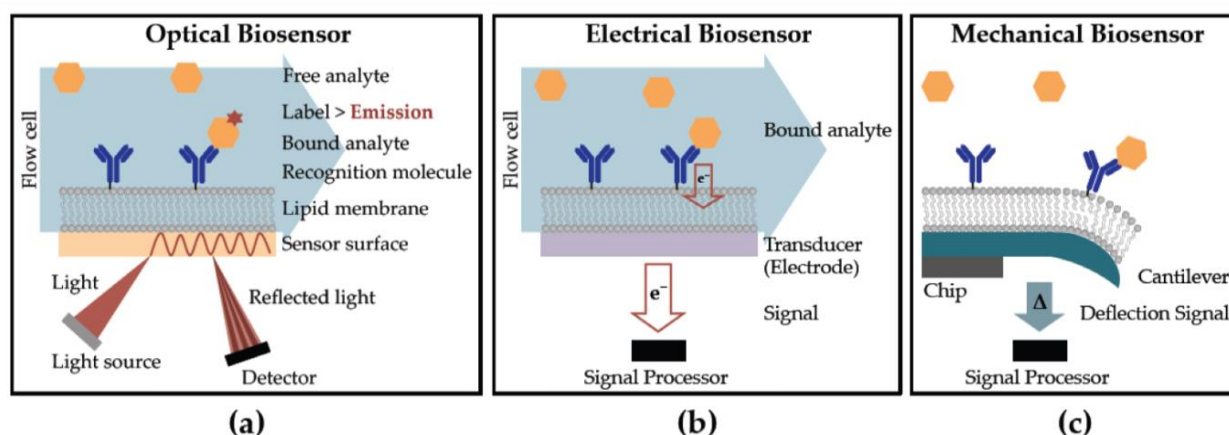 Optical Biosensor
Flow cell
Free analyte
Label > Emission
Bound analyte
Recognition molecule
Lipid membrane
Sensor surface
Light
Reflected light
Light source
Detector
(a)
Electrical Biosensor
Flow cell
Bound analyte
e⁻
Transducer
(Electrode)
e⁻
Signal
Signal Processor
(b)
Mechanical Biosensor
Cantilever
Chip
Δ
Deflection Signal
Signal Processor
(c)